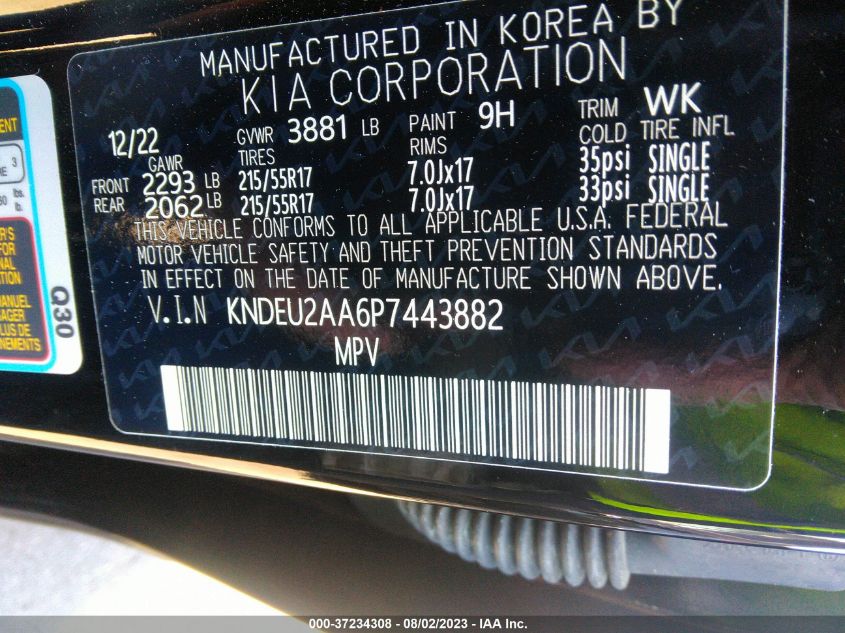 MANUFACTURED IN KOREA BY
KIA CORPORATION
12/22 GVWR 3881 LB PAINT 9H TRIM WK
GAWR TIRES RIMS COLD TIRE INFL
FRONT 2293 LB 215/55R17 7.0Jx17 35psi SINGLE
REAR 2062 LB 215/55R17 7.0Jx17 33psi SINGLE
THIS VEHICLE CONFORMS TO ALL APPLICABLE U.S.A. FEDERAL
MOTOR VEHICLE SAFETY AND THEFT PREVENTION STANDARDS
IN EFFECT ON THE DATE OF MANUFACTURE SHOWN ABOVE.
V.I.N KNDEU2AA6P7443882
MPV
3
lbs.
Q30
000-37234308 - 08/02/2023 - IAA Inc.